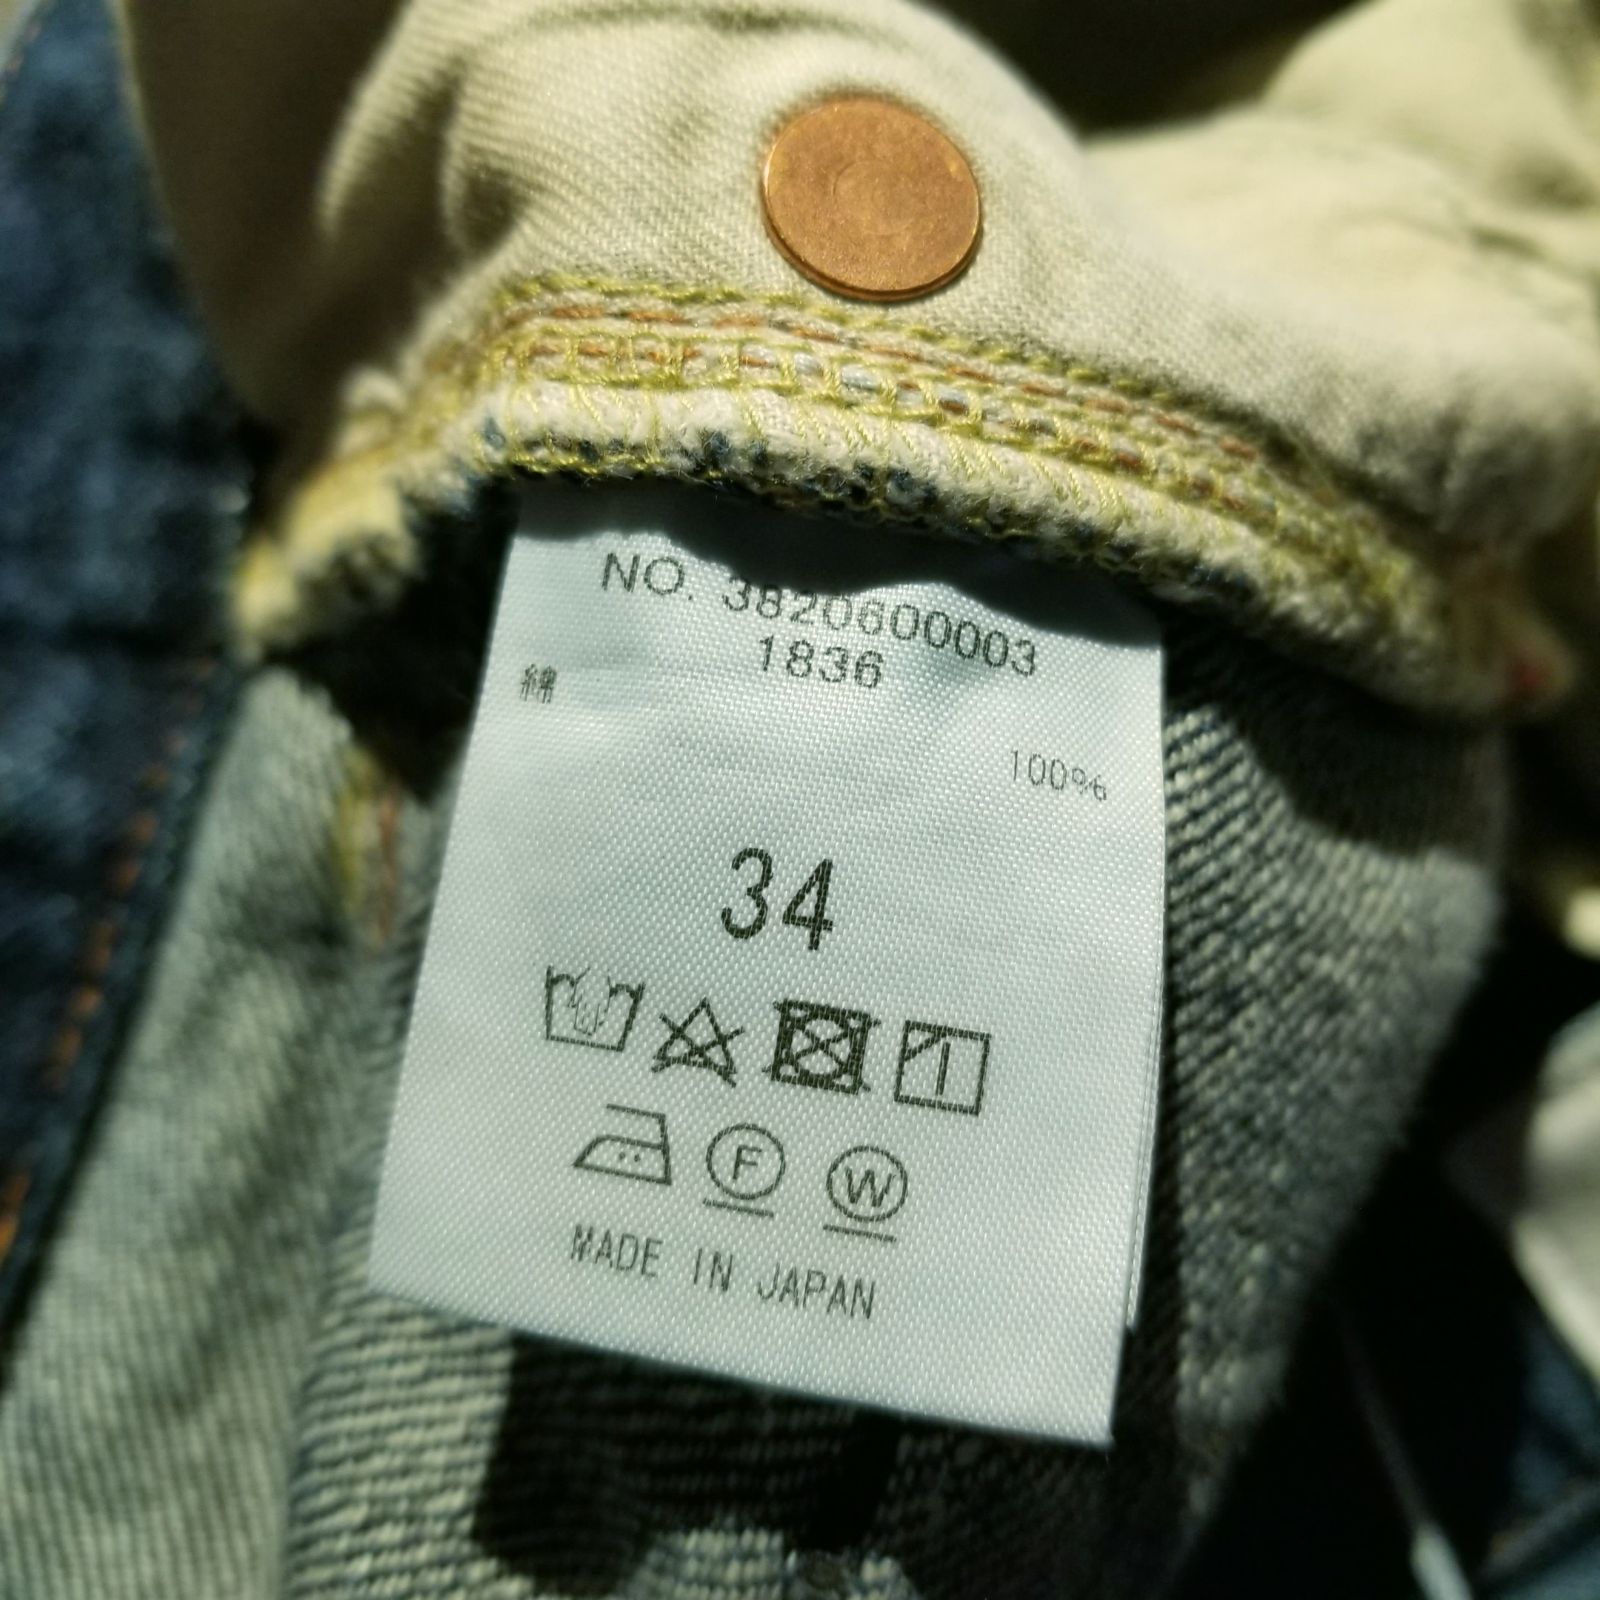 NO. 3820600003
1836
綿
100%
34
F W
MADE IN JAPAN